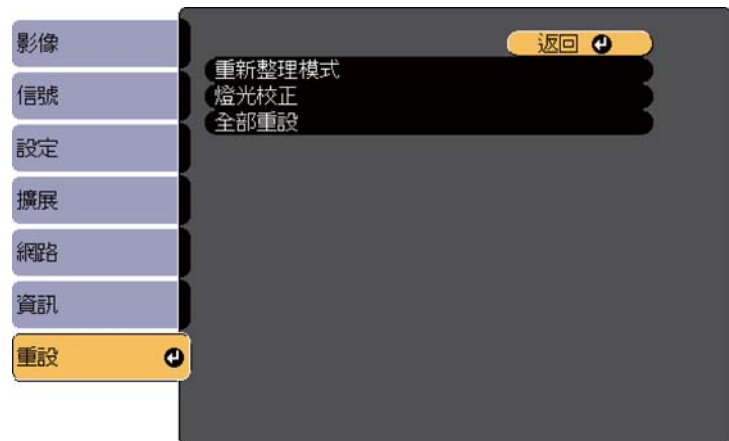 影像
信號
設定
擴展
網路
資訊
重設
返回
重新整理模式
燈光校正
全部重設